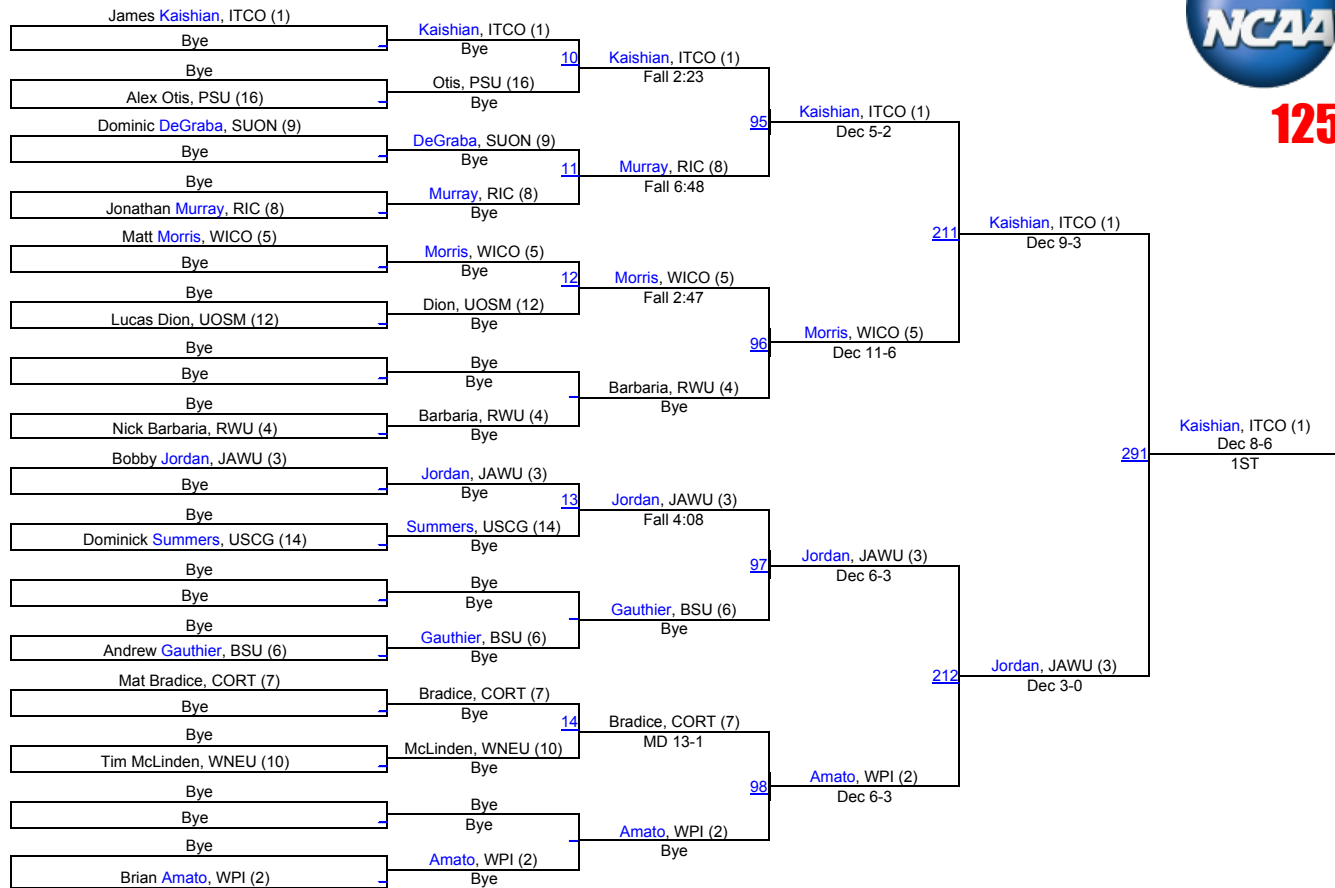 James Kaishian, ITCO (1)
Bye
Bye
Alex Otis, PSU (16)
Dominic DeGraba, SUON (9)
Bye
Bye
Jonathan Murray, RIC (8)
Matt Morris, WICO (5)
Bye
Bye
Lucas Dion, UOSM (12)
Bye
Bye
Bye
Nick Barbaria, RWU (4)
Bobby Jordan, JAWU (3)
Bye
Bye
Dominick Summers, USCG (14)
Bye
Bye
Bye
Andrew Gauthier, BSU (6)
Mat Bradice, CORT (7)
Bye
Bye
Tim McLinden, WNEU (10)
Bye
Bye
Bye
Brian Amato, WPI (2)
Kaishian, ITCO (1)
Bye
10
Otis, PSU (16)
Bye
DeGraba, SUON (9)
Bye
11
Murray, RIC (8)
Bye
Morris, WICO (5)
Bye
12
Dion, UOSM (12)
Bye
Bye
Bye
Barbaria, RWU (4)
Bye
Jordan, JAWU (3)
Bye
13
Summers, USCG (14)
Bye
Bye
Bye
Gauthier, BSU (6)
Bye
Bradice, CORT (7)
Bye
14
McLinden, WNEU (10)
Bye
Bye
Bye
Amato, WPI (2)
Bye
Kaishian, ITCO (1)
Fall 2:23
95
Murray, RIC (8)
Fall 6:48
Morris, WICO (5)
Fall 2:47
96
Barbaria, RWU (4)
Bye
Jordan, JAWU (3)
Fall 4:08
97
Gauthier, BSU (6)
Bye
Bradice, CORT (7)
MD 13-1
98
Amato, WPI (2)
Bye
Kaishian, ITCO (1)
Dec 5-2
211
Morris, WICO (5)
Dec 11-6
Jordan, JAWU (3)
Dec 6-3
212
Amato, WPI (2)
Dec 6-3
Kaishian, ITCO (1)
Dec 9-3
291
Jordan, JAWU (3)
Dec 3-0
Kaishian, ITCO (1)
Dec 8-6
1ST
NCAA
125